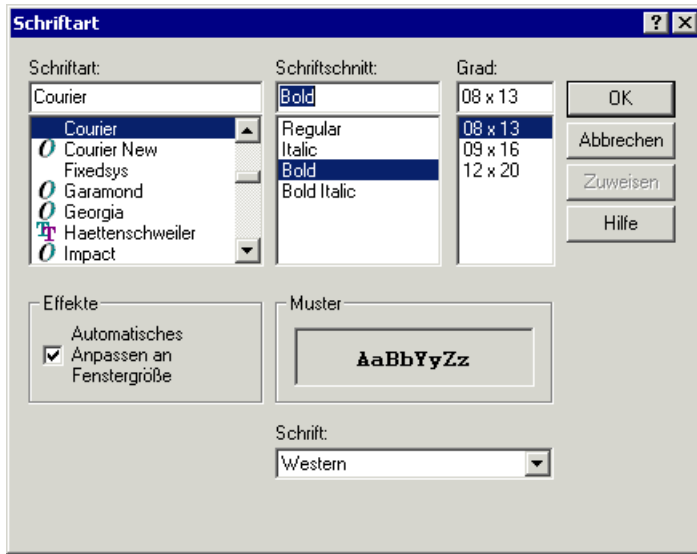 Schriftart
Schriftart:
Courier
Courier
Courier New
Fixedsys
Garamond
Georgia
Haettenschweiler
Impact
Schriftschnitt:
Bold
Regular
Italic
Bold
Bold Italic
Grad:
08 x 13
08 x 13
09 x 16
12 x 20
OK
Abbrechen
Zuweisen
Hilfe
Effekte
Automatisches
Anpassen an
Fenstergröße
Muster
AaBbYyZz
Schrift:
Western